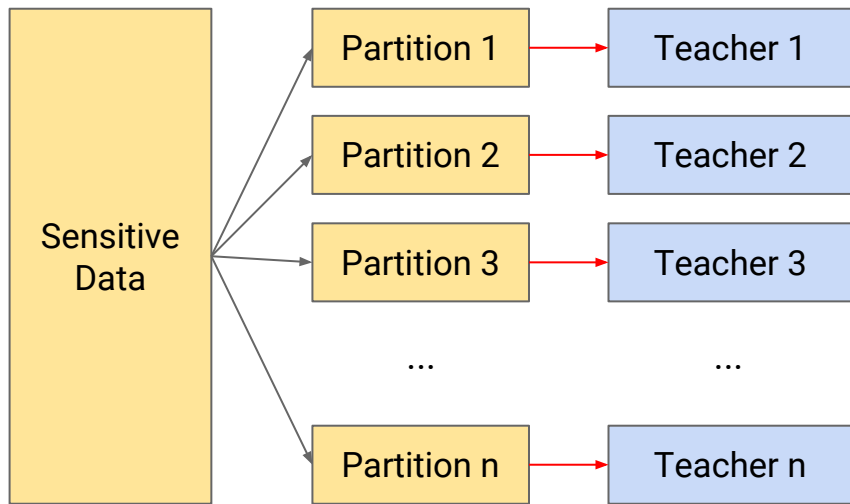 Sensitive
Data
Partition 1
Teacher 1
Partition 2
Teacher 2
Partition 3
Teacher 3
...
...
Partition n
Teacher n